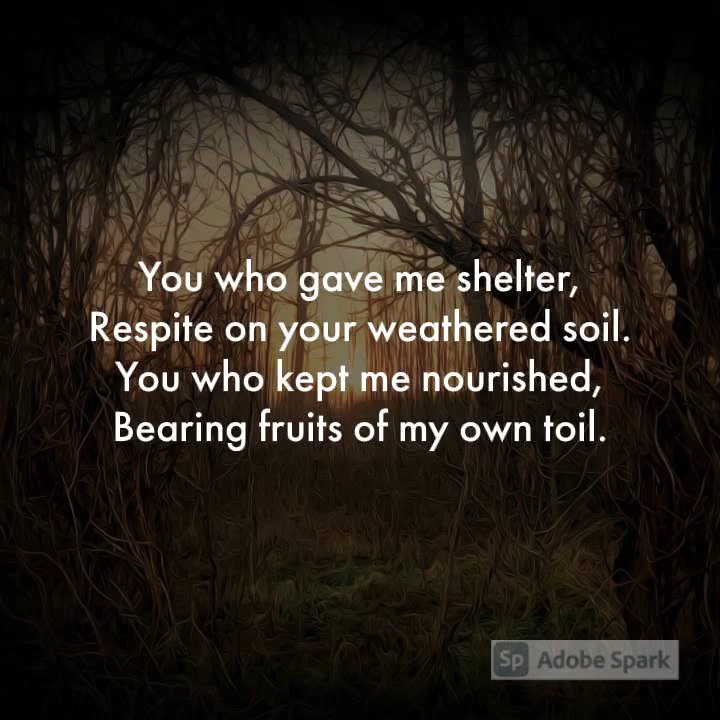 You who gave me shelter,
Respite on your weathered soil.
You who kept me nourished,
Bearing fruits of my own toil.
Sp Adobe Spark